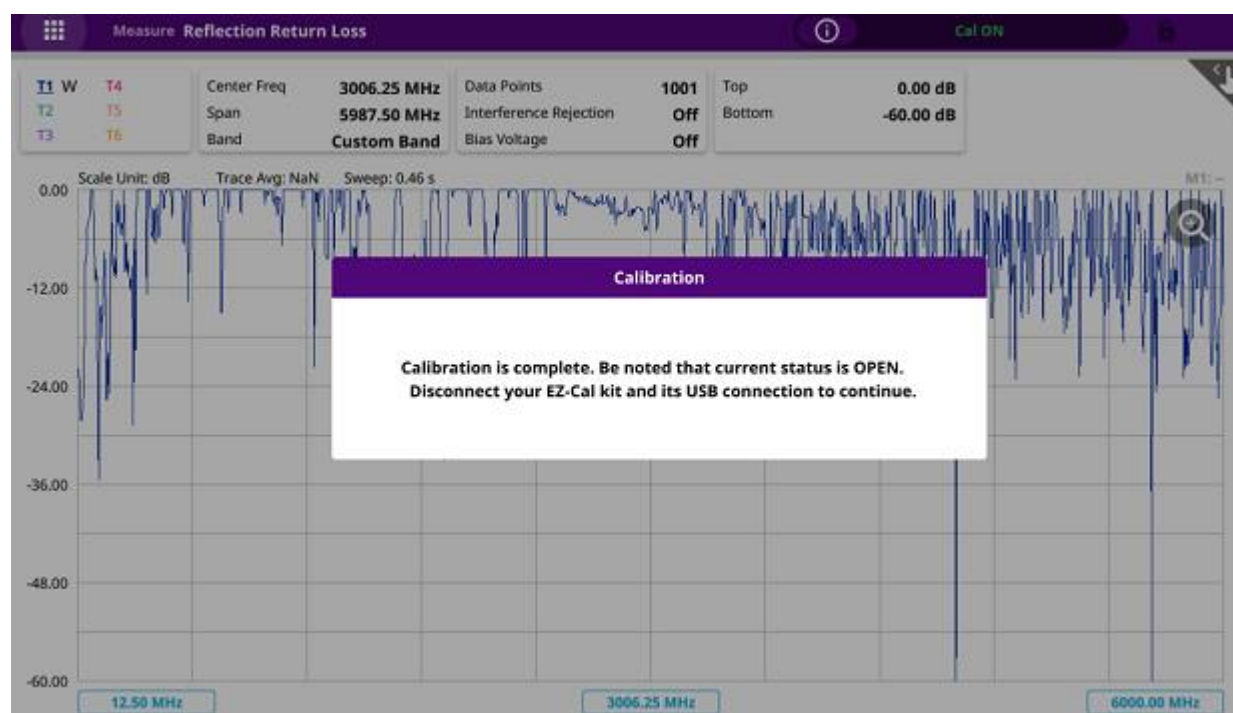 Measure Reflection Return Loss
Cal ON
T1 W T4
T2 T5
T3 T6
Center Freq 3006.25 MHz
Span 5987.50 MHz
Band Custom Band
Data Points 1001
Interference Rejection Off
Bias Voltage Off
Top 0.00 dB
Bottom -60.00 dB
Scale Unit: dB Trace Avg: NaN Sweep: 0.46 s M1: --
0.00
-12.00
-24.00
-36.00
-48.00
-60.00
Calibration
Calibration is complete. Be noted that current status is OPEN.
Disconnect your EZ-Cal kit and its USB connection to continue.
12.50 MHz 3006.25 MHz 6000.00 MHz